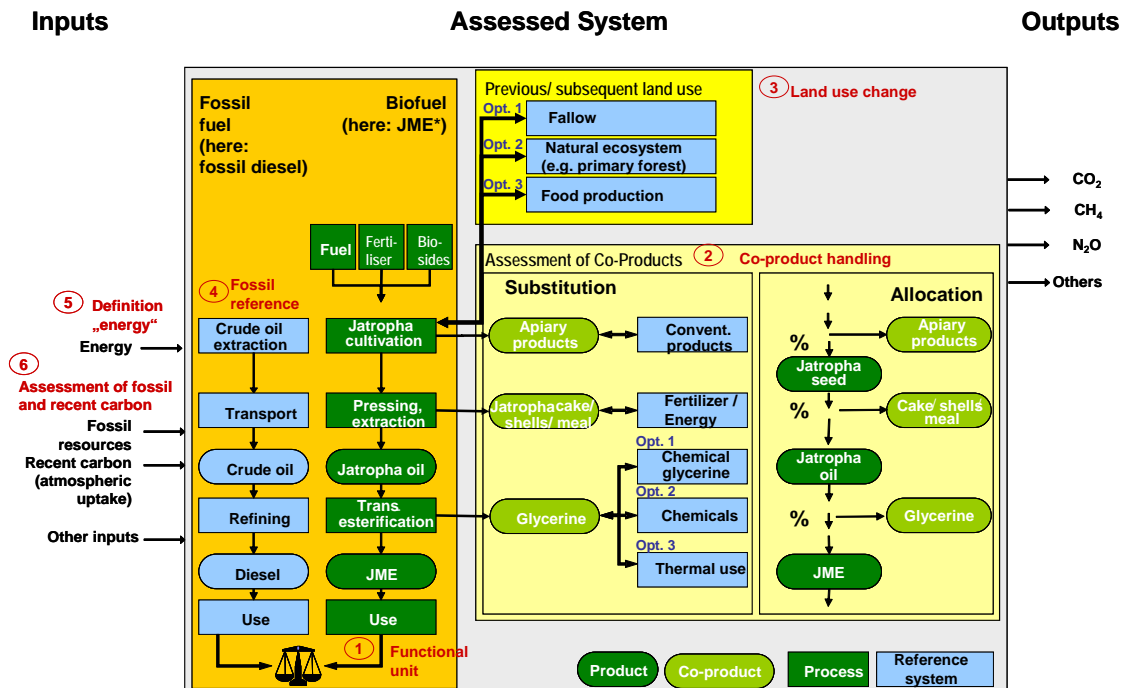 Inputs
Assessed System
Outputs
Fossil
fuel
(here:
fossil diesel)
Biofuel
(here: JME*)
Previous/ subsequent land use
Opt. 1
Fallow
Opt. 2
Natural ecosystem
(e.g. primary forest)
Opt. 3
Food production
3
Land use change
CO2
CH4
N2O
Others
Fuel
Ferti-
liser
Bio-
sides
Assessment of Co-Products
2
Co-product handling
Substitution
Allocation
4
Fossil
reference
5
Definition
„energy“
Energy
6
Assessment of fossil
and recent carbon
Fossil
resources
Recent carbon
(atmospheric
uptake)
Other inputs
Crude oil
extraction
Transport
Crude oil
Refining
Diesel
Use
Jatropha
cultivation
Pressing,
extraction
Jatropha oil
Trans.
esterification
JME
Use
1
Functional
unit
Apiary
products
Convent.
products
Jatropha cake/
shells/ meal
Fertilizer /
Energy
Glycerine
Opt. 1
Chemical
glycerine
Opt. 2
Chemicals
Opt. 3
Thermal use
%
Apiary
products
Jatropha
seed
%
Cake/ shells/
meal
Jatropha
oil
%
Glycerine
JME
Product
Co-product
Process
Reference
system